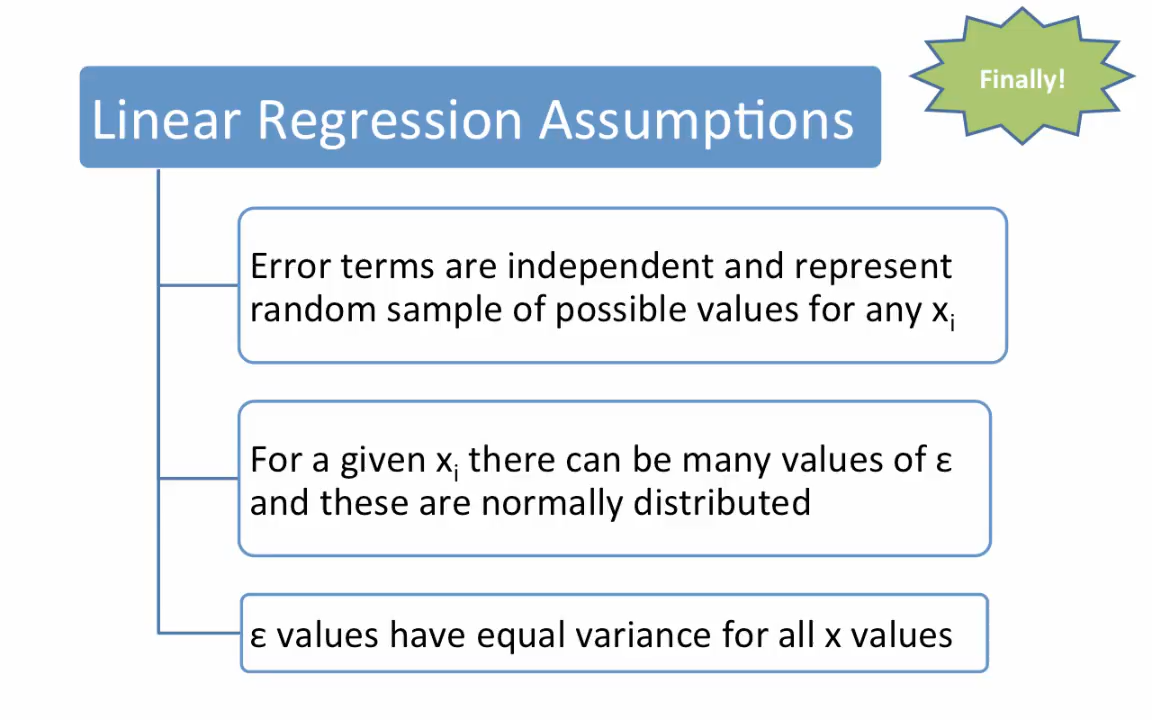 Finally!
Linear Regression Assumptions
Error terms are independent and represent
random sample of possible values for any xᵢ
For a given xᵢ there can be many values of ε
and these are normally distributed
ε values have equal variance for all x values